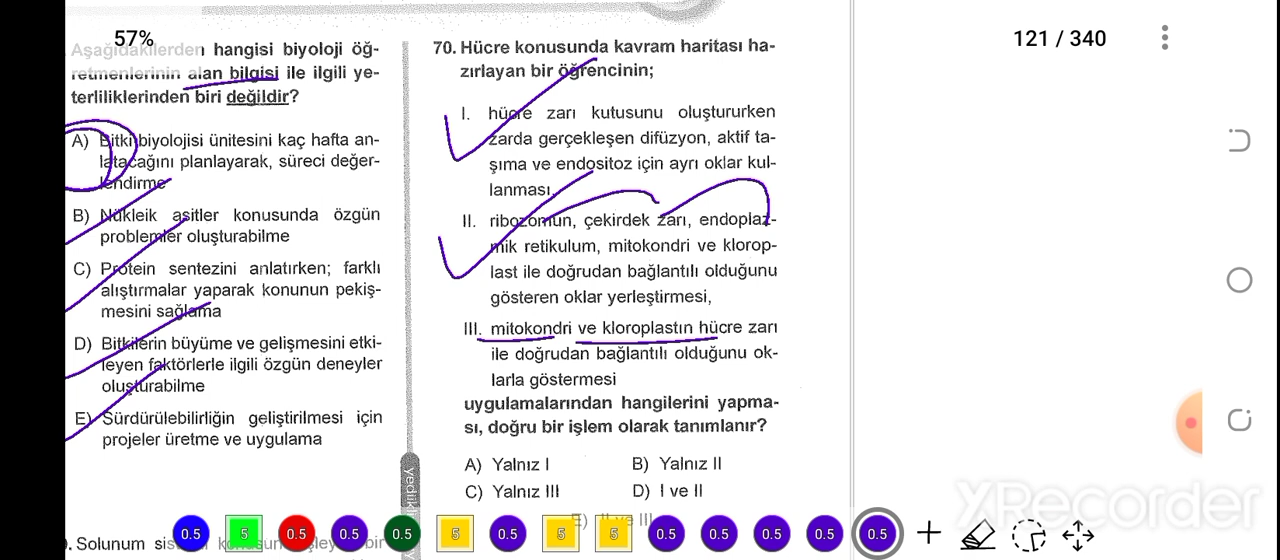 57%
121 / 340
Aşağıdakilerden hangisi biyoloji öğ-
retmenlerinin alan bilgisi ile ilgili ye-
terliliklerinden biri değildir?
A) Bitki biyolojisi ünitesini kaç hafta an-
latacağını planlayarak, süreci değer-
lendirme
B) Nükleik asitler konusunda özgün
problemler oluşturabilme
C) Protein sentezini anlatırken; farklı
alıştırmalar yaparak konunun pekiş-
mesini sağlama
D) Bitkilerin büyüme ve gelişmesini etki-
leyen faktörlerle ilgili özgün deneyler
oluşturabilme
E) Sürdürülebilirliğin geliştirilmesi için
projeler üretme ve uygulama
. Solunum
70. Hücre konusunda kavram haritası ha-
zırlayan bir öğrencinin;
I. hücre zarı kutusunu oluştururken
zarda gerçekleşen difüzyon, aktif ta-
şıma ve endositoz için ayrı oklar kul-
lanması,
II. ribozomun, çekirdek zarı, endoplaz-
mik retikulum, mitokondri ve klorop-
last ile doğrudan bağlantılı olduğunu
gösteren oklar yerleştirmesi,
III. mitokondri ve kloroplastın hücre zarı
ile doğrudan bağlantılı olduğunu ok-
larla göstermesi
uygulamalarından hangilerini yapma-
sı, doğru bir işlem olarak tanımlanır?
A) Yalnız I
B) Yalnız II
C) Yalnız III
D) I ve II
E) II ve III
0.5 5 0.5 0.5 0.5 5 0.5 5 5 0.5 0.5 0.5 0.5 0.5
XRecorder